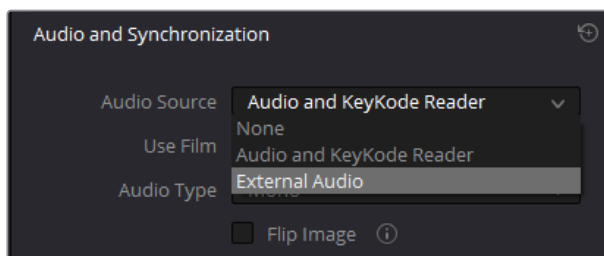 Audio and Synchronization
Audio Source Audio and KeyKode Reader
None
Use Film
Audio and KeyKode Reader
External Audio
Audio Type
Flip Image